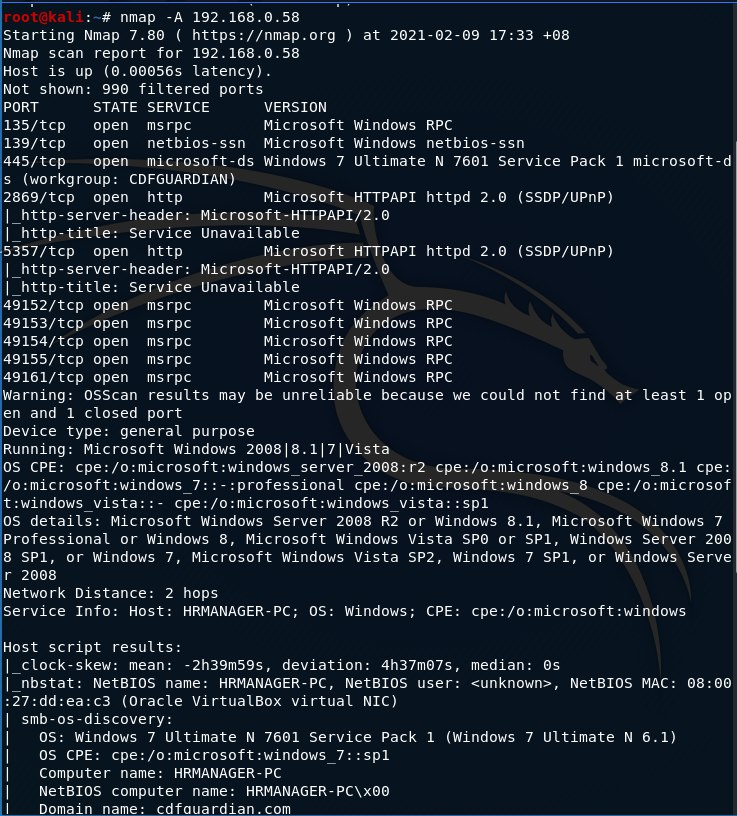 root@kali:~# nmap -A 192.168.0.58
Starting Nmap 7.80 ( https://nmap.org ) at 2021-02-09 17:33 +08
Nmap scan report for 192.168.0.58
Host is up (0.00056s latency).
Not shown: 990 filtered ports
PORT      STATE SERVICE      VERSION
135/tcp   open  msrpc        Microsoft Windows RPC
139/tcp   open  netbios-ssn  Microsoft Windows netbios-ssn
445/tcp   open  microsoft-ds Windows 7 Ultimate N 7601 Service Pack 1 microsoft-d
s (workgroup: CDFGUARDIAN)
2869/tcp  open  http         Microsoft HTTPAPI httpd 2.0 (SSDP/UPnP)
|_http-server-header: Microsoft-HTTPAPI/2.0
|_http-title: Service Unavailable
5357/tcp  open  http         Microsoft HTTPAPI httpd 2.0 (SSDP/UPnP)
|_http-server-header: Microsoft-HTTPAPI/2.0
|_http-title: Service Unavailable
49152/tcp open  msrpc        Microsoft Windows RPC
49153/tcp open  msrpc        Microsoft Windows RPC
49154/tcp open  msrpc        Microsoft Windows RPC
49155/tcp open  msrpc        Microsoft Windows RPC
49161/tcp open  msrpc        Microsoft Windows RPC
Warning: OSScan results may be unreliable because we could not find at least 1 op
en and 1 closed port
Device type: general purpose
Running: Microsoft Windows 2008|8.1|7|Vista
OS CPE: cpe:/o:microsoft:windows_server_2008:r2 cpe:/o:microsoft:windows_8.1 cpe:
/o:microsoft:windows_7::-:professional cpe:/o:microsoft:windows_8 cpe:/o:microsof
t:windows_vista::- cpe:/o:microsoft:windows_vista::sp1
OS details: Microsoft Windows Server 2008 R2 or Windows 8.1, Microsoft Windows 7
Professional or Windows 8, Microsoft Windows Vista SP0 or SP1, Windows Server 200
8 SP1, or Windows 7, Microsoft Windows Vista SP2, Windows 7 SP1, or Windows Serve
r 2008
Network Distance: 2 hops
Service Info: Host: HRMANAGER-PC; OS: Windows; CPE: cpe:/o:microsoft:windows

Host script results:
|_clock-skew: mean: -2h39m59s, deviation: 4h37m07s, median: 0s
|_nbstat: NetBIOS name: HRMANAGER-PC, NetBIOS user: <unknown>, NetBIOS MAC: 08:00
:27:dd:ea:c3 (Oracle VirtualBox virtual NIC)
| smb-os-discovery:
|   OS: Windows 7 Ultimate N 7601 Service Pack 1 (Windows 7 Ultimate N 6.1)
|   OS CPE: cpe:/o:microsoft:windows_7::sp1
|   Computer name: HRMANAGER-PC
|   NetBIOS computer name: HRMANAGER-PC\x00
|   Domain name: cdfguardian.com